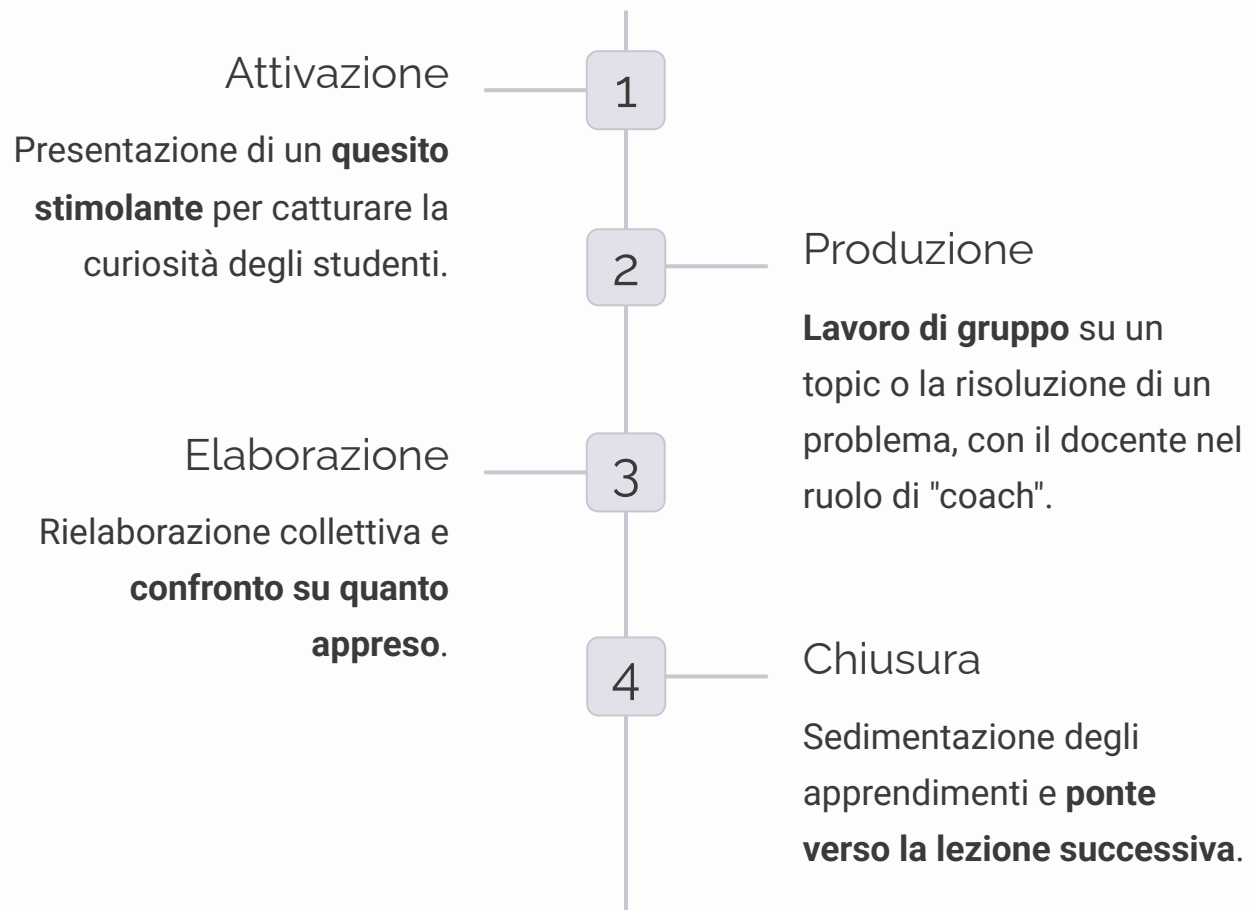 Attivazione
1
Presentazione di un quesito
stimolante per catturare la
curiosità degli studenti.
2
Produzione
Lavoro di gruppo su un
topic o la risoluzione di un
problema, con il docente nel
ruolo di "coach".
Elaborazione
3
Rielaborazione collettiva e
confronto su quanto
appreso.
4
Chiusura
Sedimentazione degli
apprendimenti e ponte
verso la lezione successiva.